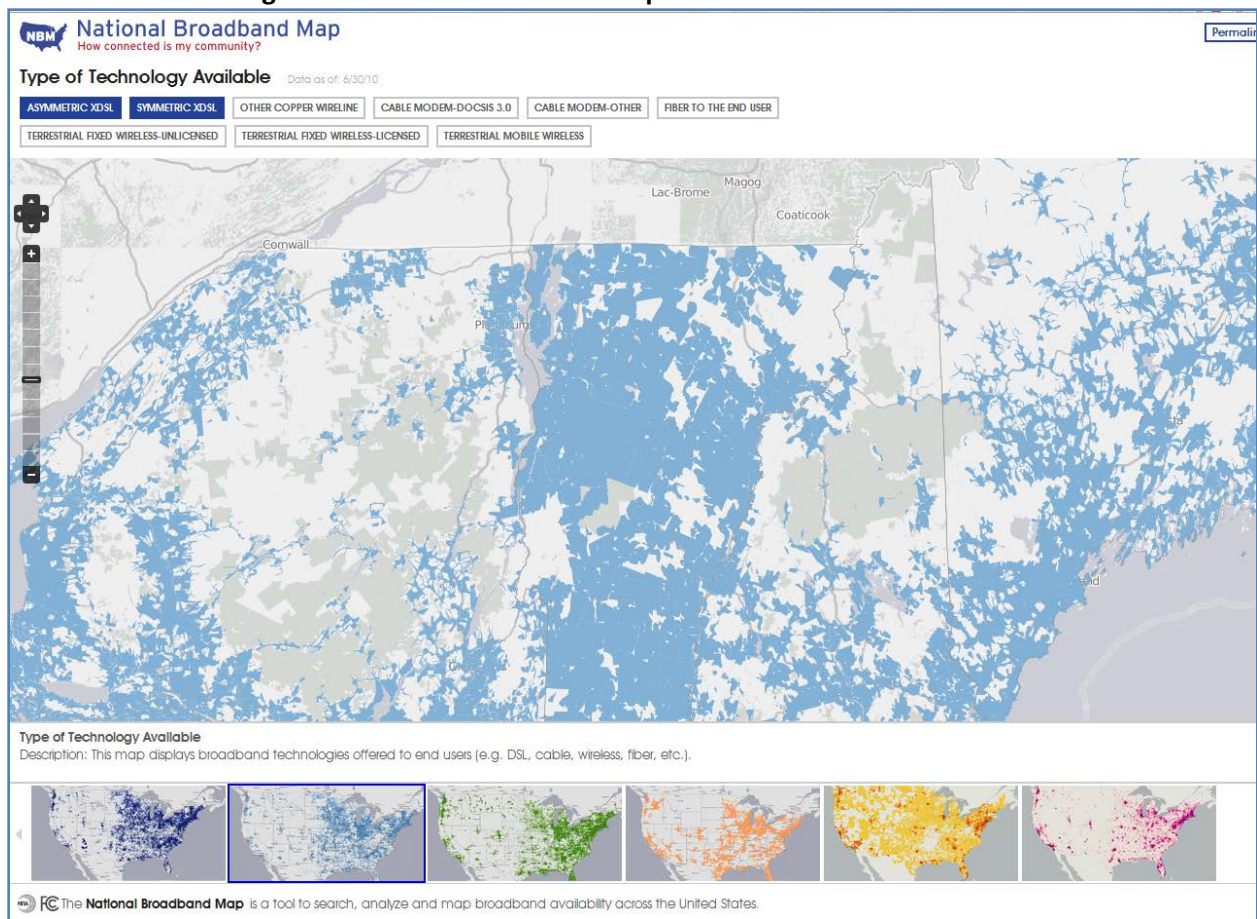 NBM
National Broadband Map
How connected is my community?
Type of Technology Available Data as of: 6/30/10
ASYMMETRIC XDSL SYMMETRIC XDSL OTHER COPPER WIRELINE CABLE MODEM-DOCSIS 3.0 CABLE MODEM-OTHER FIBER TO THE END USER
TERRESTRIAL FIXED WIRELESS-UNLICENSED TERRESTRIAL FIXED WIRELESS-LICENSED TERRESTRIAL MOBILE WIRELESS
Magog
Lac-Brome
Coaticook
Cornwall
Type of Technology Available
Description: This map displays broadband technologies offered to end users (e.g. DSL, cable, wireless, fiber, etc.).
FC The National Broadband Map is a tool to search, analyze and map broadband availability across the United States.